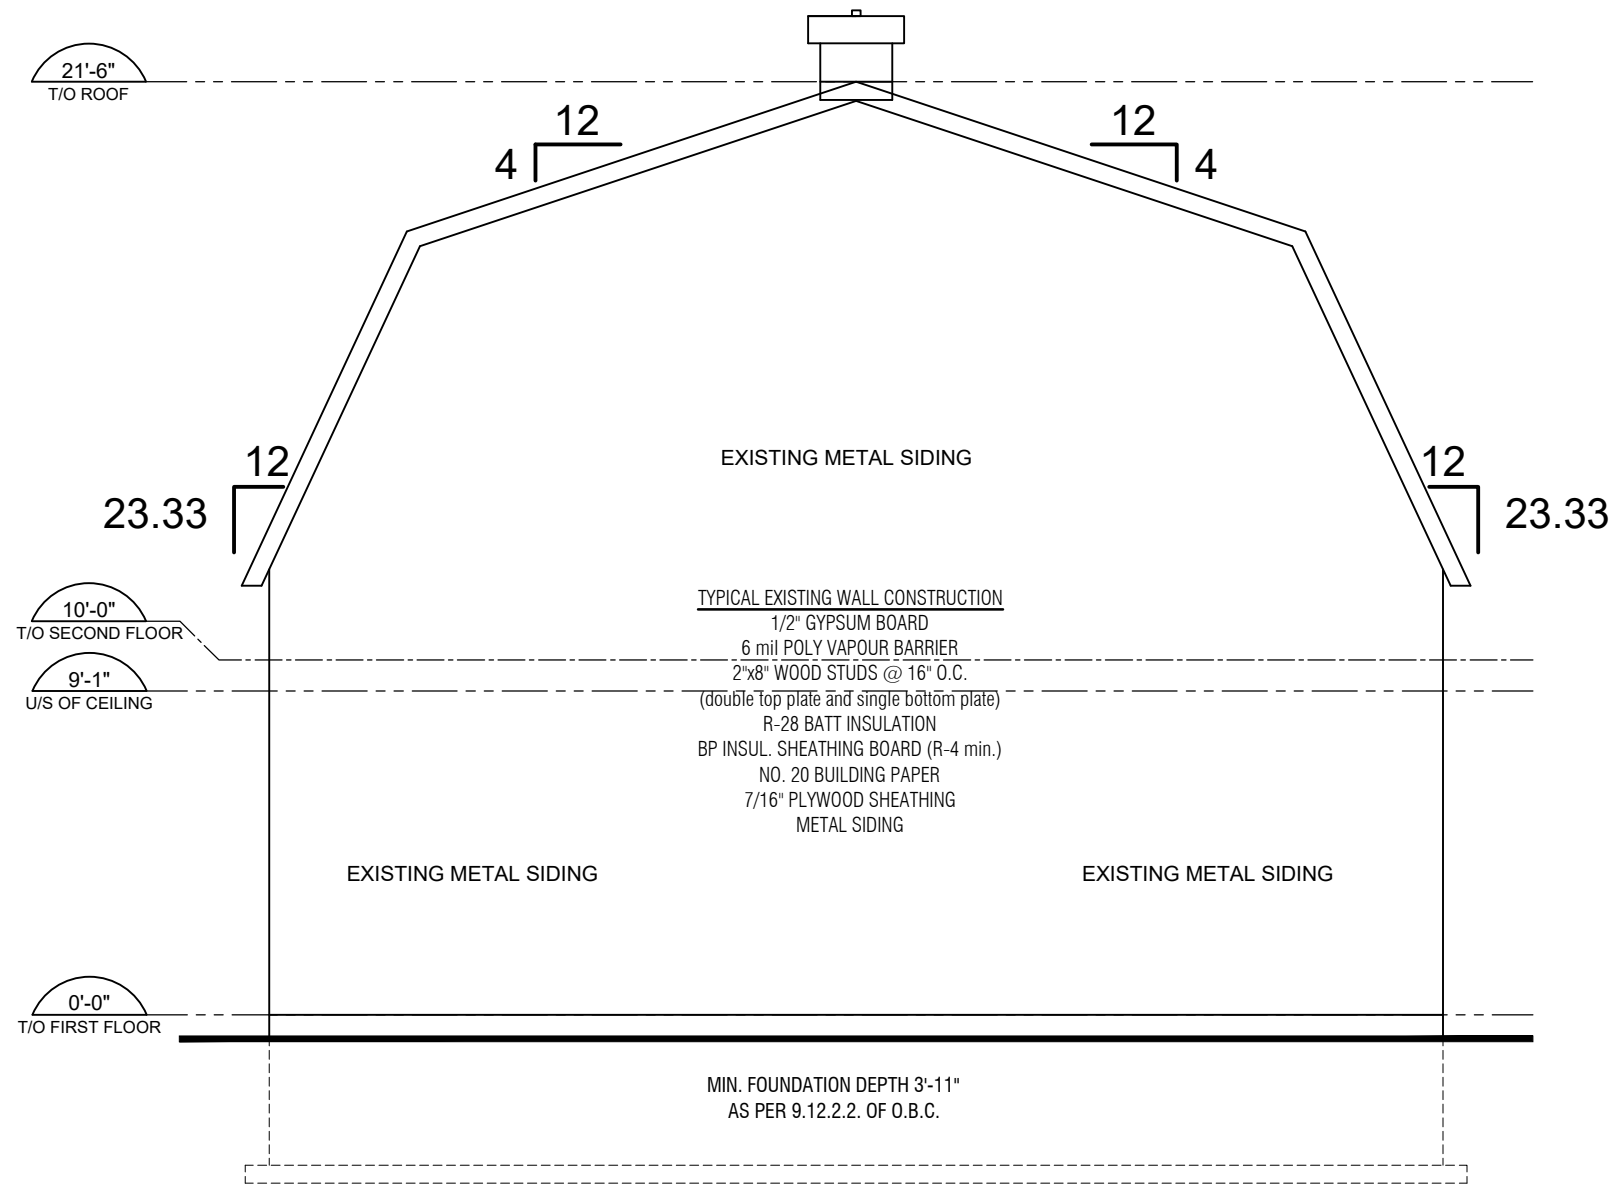 21'-6"
T/O ROOF
12
4
12
4
12
23.33
12
23.33
EXISTING METAL SIDING
10'-0"
T/O SECOND FLOOR
9'-1"
U/S OF CEILING
TYPICAL EXISTING WALL CONSTRUCTION
1/2" GYPSUM BOARD
6 mil POLY VAPOUR BARRIER
2"x8" WOOD STUDS @ 16" O.C.
(double top plate and single bottom plate)
R-28 BATT INSULATION
BP INSUL. SHEATHING BOARD (R-4 min.)
NO. 20 BUILDING PAPER
7/16" PLYWOOD SHEATHING
METAL SIDING
EXISTING METAL SIDING
EXISTING METAL SIDING
0'-0"
T/O FIRST FLOOR
MIN. FOUNDATION DEPTH 3'-11"
AS PER 9.12.2.2. OF O.B.C.